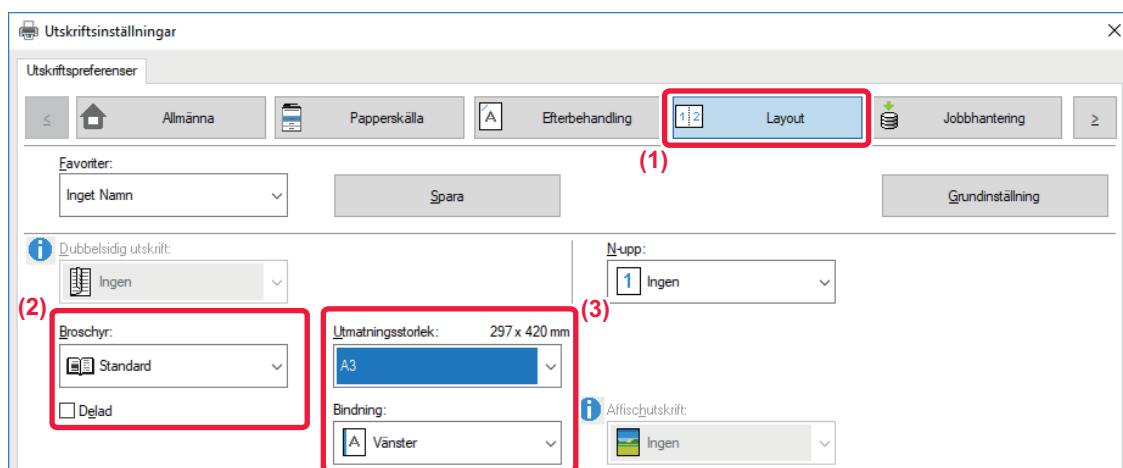 Utskriftsinställningar
Utskriftspreferenser
< Allmänna Papperskälla Efterbehandling Layout Jobbhantering >
(1)
Favoriter:
Inget Namn Spara Grundinställning
Dubbelsidig utskrift: N-upp:
Ingen 1 Ingen
(2) (3)
Broschyr: Utmatningsstorlek: 297 x 420 mm
Standard A3
Delad Bindning: Affischutskrift:
A Vänster Ingen